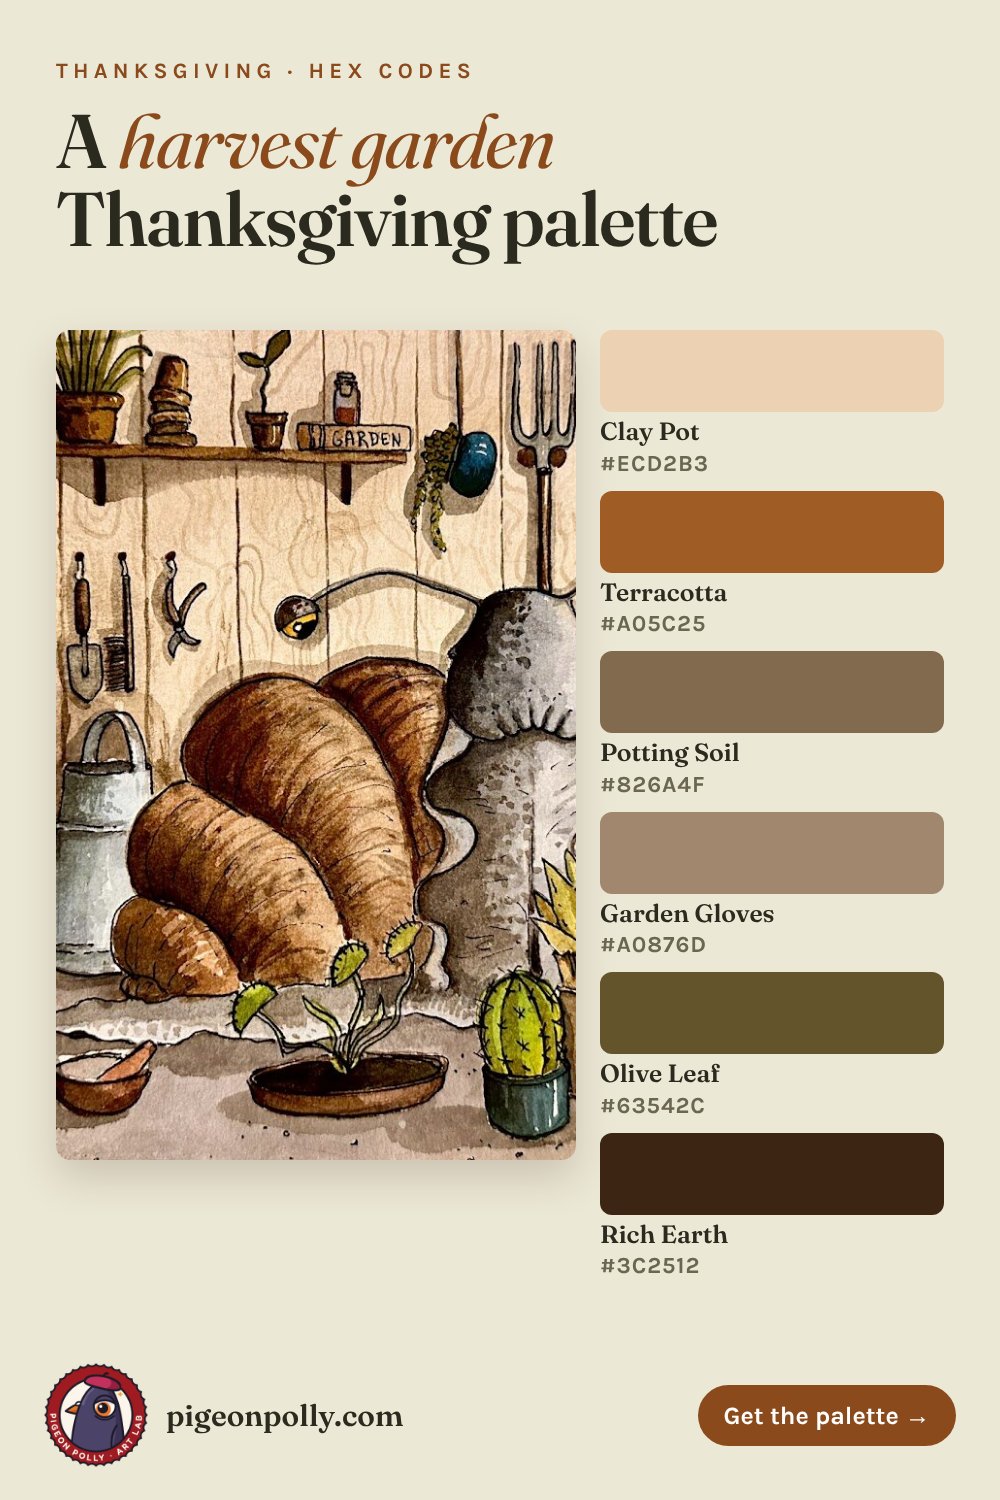 THANKSGIVING · HEX CODES
A harvest garden
Thanksgiving palette
GARDEN
Clay Pot
#ECD2B3
Terracotta
#A05C25
Potting Soil
#826A4F
Garden Gloves
#A0876D
Olive Leaf
#63542C
Rich Earth
#3C2512
PIGEON POLLY · ART LAB
pigeonpolly.com
Get the palette →